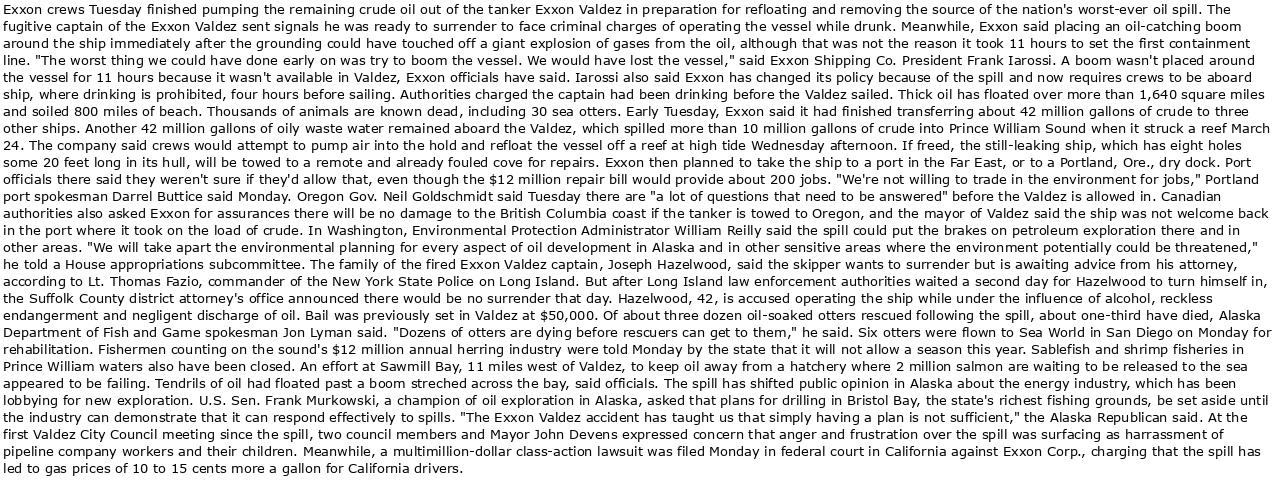 Exxon crews Tuesday finished pumping the remaining crude oil out of the tanker Exxon Valdez in preparation for refloating and removing the source of the nation's worst-ever oil spill. The
fugitive captain of the Exxon Valdez sent signals he was ready to surrender to face criminal charges of operating the vessel while drunk. Meanwhile, Exxon said placing an oil-catching boom
around the ship immediately after the grounding could have touched off a giant explosion of gases from the oil, although that was not the reason it took 11 hours to set the first containment
line. "The worst thing we could have done early on was try to boom the vessel. We would have lost the vessel," said Exxon Shipping Co. President Frank Iarossi. A boom wasn't placed around
the vessel for 11 hours because it wasn't available in Valdez, Exxon officials have said. Iarossi also said Exxon has changed its policy because of the spill and now requires crews to be aboard
ship, where drinking is prohibited, four hours before sailing. Authorities charged the captain had been drinking before the Valdez sailed. Thick oil has floated over more than 1,640 square miles
and soiled 800 miles of beach. Thousands of animals are known dead, including 30 sea otters. Early Tuesday, Exxon said it had finished transferring about 42 million gallons of crude to three
other ships. Another 42 million gallons of oily waste water remained aboard the Valdez, which spilled more than 10 million gallons of crude into Prince William Sound when it struck a reef March
24. The company said crews would attempt to pump air into the hold and refloat the vessel off a reef at high tide Wednesday afternoon. If freed, the still-leaking ship, which has eight holes
some 20 feet long in its hull, will be towed to a remote and already fouled cove for repairs. Exxon then planned to take the ship to a port in the Far East, or to a Portland, Ore., dry dock. Port
officials there said they weren't sure if they'd allow that, even though the $12 million repair bill would provide about 200 jobs. "We're not willing to trade in the environment for jobs," Portland
port spokesman Darrel Buttice said Monday. Oregon Gov. Neil Goldschmidt said Tuesday there are "a lot of questions that need to be answered" before the Valdez is allowed in. Canadian
authorities also asked Exxon for assurances there will be no damage to the British Columbia coast if the tanker is towed to Oregon, and the mayor of Valdez said the ship was not welcome back
in the port where it took on the load of crude. In Washington, Environmental Protection Administrator William Reilly said the spill could put the brakes on petroleum exploration there and in
other areas. "We will take apart the environmental planning for every aspect of oil development in Alaska and in other sensitive areas where the environment potentially could be threatened,"
he told a House appropriations subcommittee. The family of the fired Exxon Valdez captain, Joseph Hazelwood, said the skipper wants to surrender but is awaiting advice from his attorney,
according to Lt. Thomas Fazio, commander of the New York State Police on Long Island. But after Long Island law enforcement authorities waited a second day for Hazelwood to turn himself in,
the Suffolk County district attorney's office announced there would be no surrender that day. Hazelwood, 42, is accused operating the ship while under the influence of alcohol, reckless
endangerment and negligent discharge of oil. Bail was previously set in Valdez at $50,000. Of about three dozen oil-soaked otters rescued following the spill, about one-third have died, Alaska
Department of Fish and Game spokesman Jon Lyman said. "Dozens of otters are dying before rescuers can get to them," he said. Six otters were flown to Sea World in San Diego on Monday for
rehabilitation. Fishermen counting on the sound's $12 million annual herring industry were told Monday by the state that it will not allow a season this year. Sablefish and shrimp fisheries in
Prince William waters also have been closed. An effort at Sawmill Bay, 11 miles west of Valdez, to keep oil away from a hatchery where 2 million salmon are waiting to be released to the sea
appeared to be failing. Tendrils of oil had floated past a boom streched across the bay, said officials. The spill has shifted public opinion in Alaska about the energy industry, which has been
lobbying for new exploration. U.S. Sen. Frank Murkowski, a champion of oil exploration in Alaska, asked that plans for drilling in Bristol Bay, the state's richest fishing grounds, be set aside until
the industry can demonstrate that it can respond effectively to spills. "The Exxon Valdez accident has taught us that simply having a plan is not sufficient," the Alaska Republican said. At the
first Valdez City Council meeting since the spill, two council members and Mayor John Devens expressed concern that anger and frustration over the spill was surfacing as harrassment of
pipeline company workers and their children. Meanwhile, a multimillion-dollar class-action lawsuit was filed Monday in federal court in California against Exxon Corp., charging that the spill has
led to gas prices of 10 to 15 cents more a gallon for California drivers.